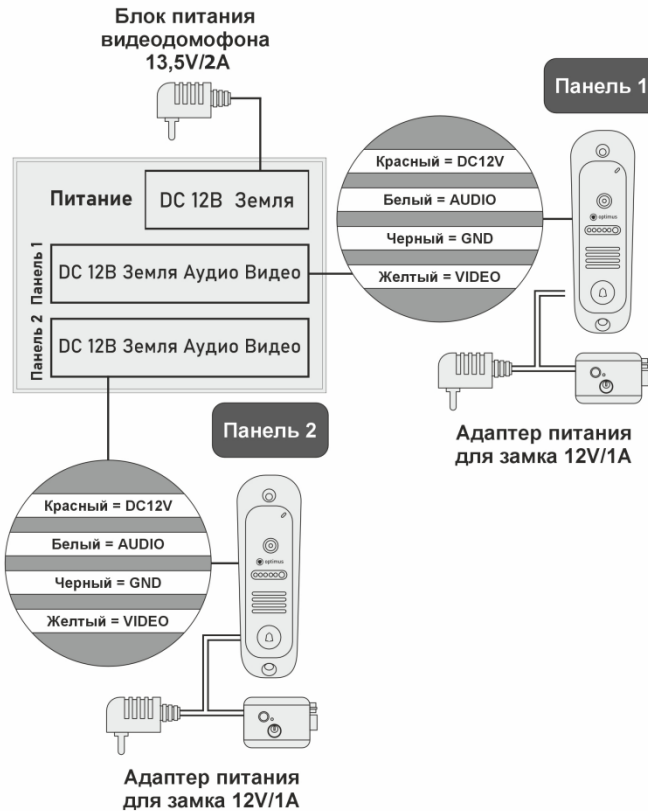 Блок питания
видеодомофона
13,5V/2A
Панель 1
Питание
DC 12В Земля
Панель 1
DC 12В Земля Аудио Видео
Панель 2
DC 12В Земля Аудио Видео
Красный = DC12V
Белый = AUDIO
Черный = GND
Желтый = VIDEO
optimus
Адаптер питания
для замка 12V/1A
Панель 2
Красный = DC12V
Белый = AUDIO
Черный = GND
Желтый = VIDEO
optimus
Адаптер питания
для замка 12V/1A